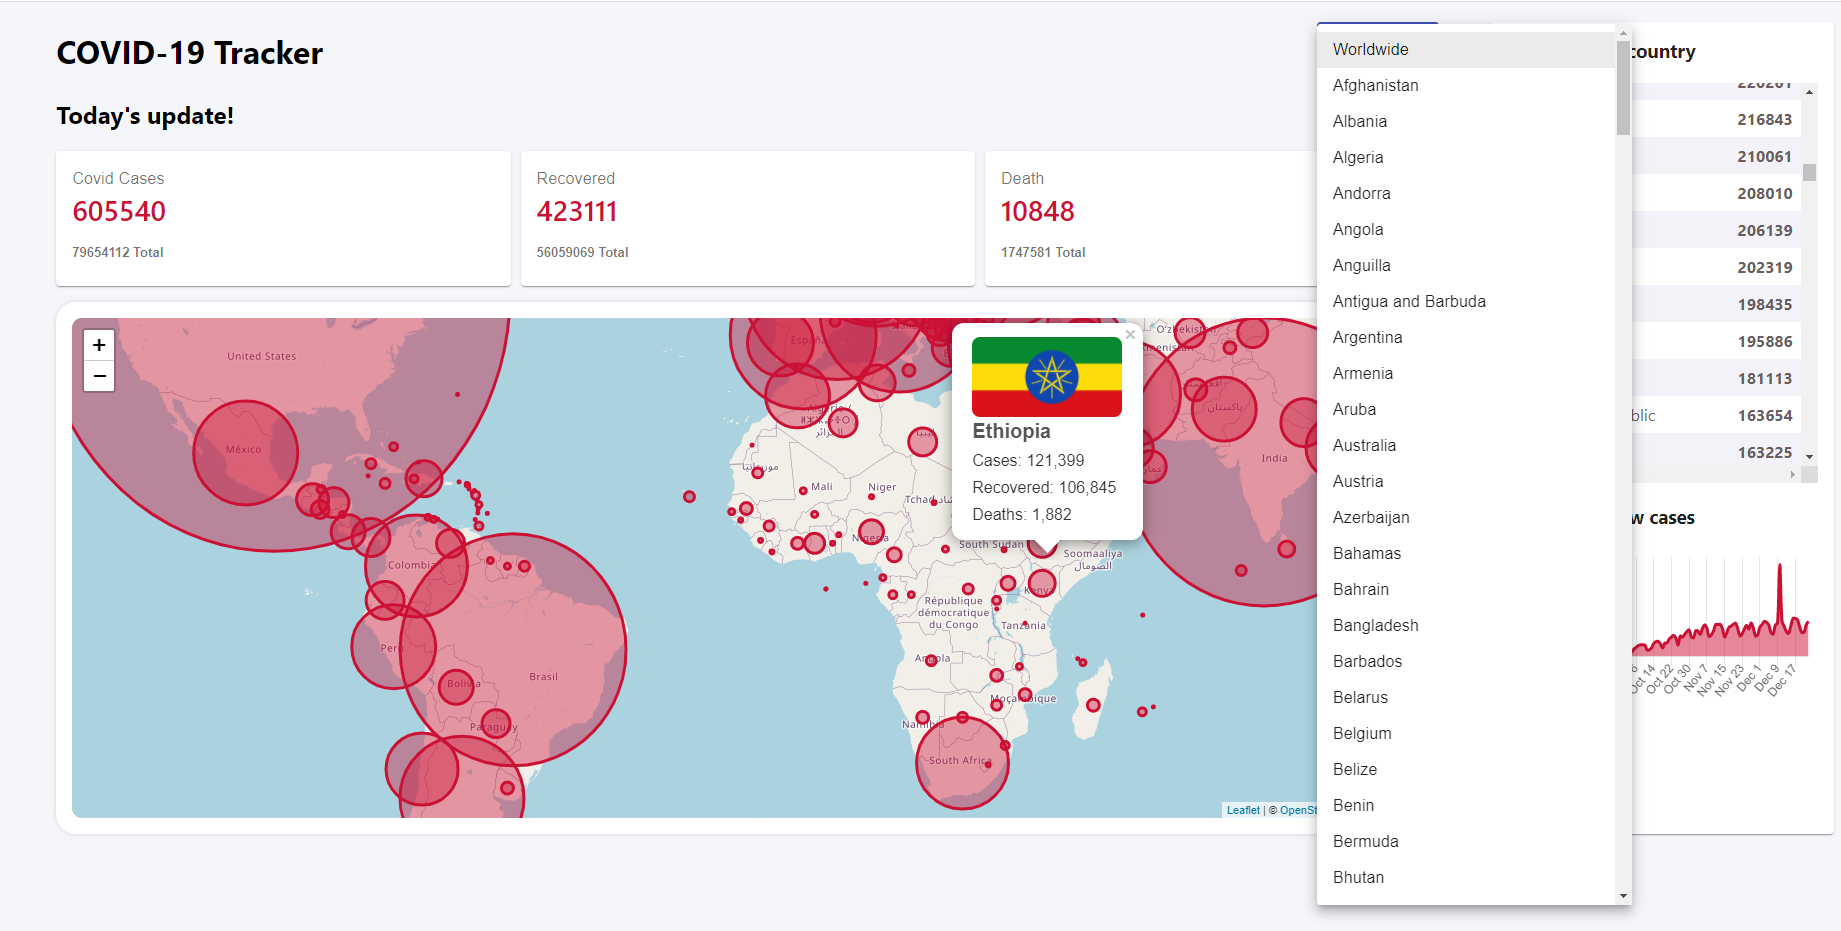 COVID-19 Tracker
Today's update!
Covid Cases
605540
79654112 Total
Recovered
423111
56059069 Total
Death
10848
1747581 Total
+
−
United States
México
Colombia
Peru
Brasil
Bolivia
Paraguay
España
موريتانيا
Mali
Niger
Nigeria
ليبيا
South Sudan
Soomaaliya
الصومال
Kenya
République
démocratique
du Congo
Tanzania
Angola
Moçambique
Namibia
South Africa
پاکستان
India
×
Ethiopia
Cases: 121,399
Recovered: 106,845
Deaths: 1,882
Leaflet | © OpenSt
Worldwide
Afghanistan
Albania
Algeria
Andorra
Angola
Anguilla
Antigua and Barbuda
Argentina
Armenia
Aruba
Australia
Austria
Azerbaijan
Bahamas
Bahrain
Bangladesh
Barbados
Belarus
Belgium
Belize
Benin
Bermuda
Bhutan
country
216843
210061
208010
206139
202319
198435
195886
181113
blic 163654
163225
w cases
Oct 14
Oct 22
Oct 30
Nov 7
Nov 15
Nov 23
Dec 1
Dec 9
Dec 17